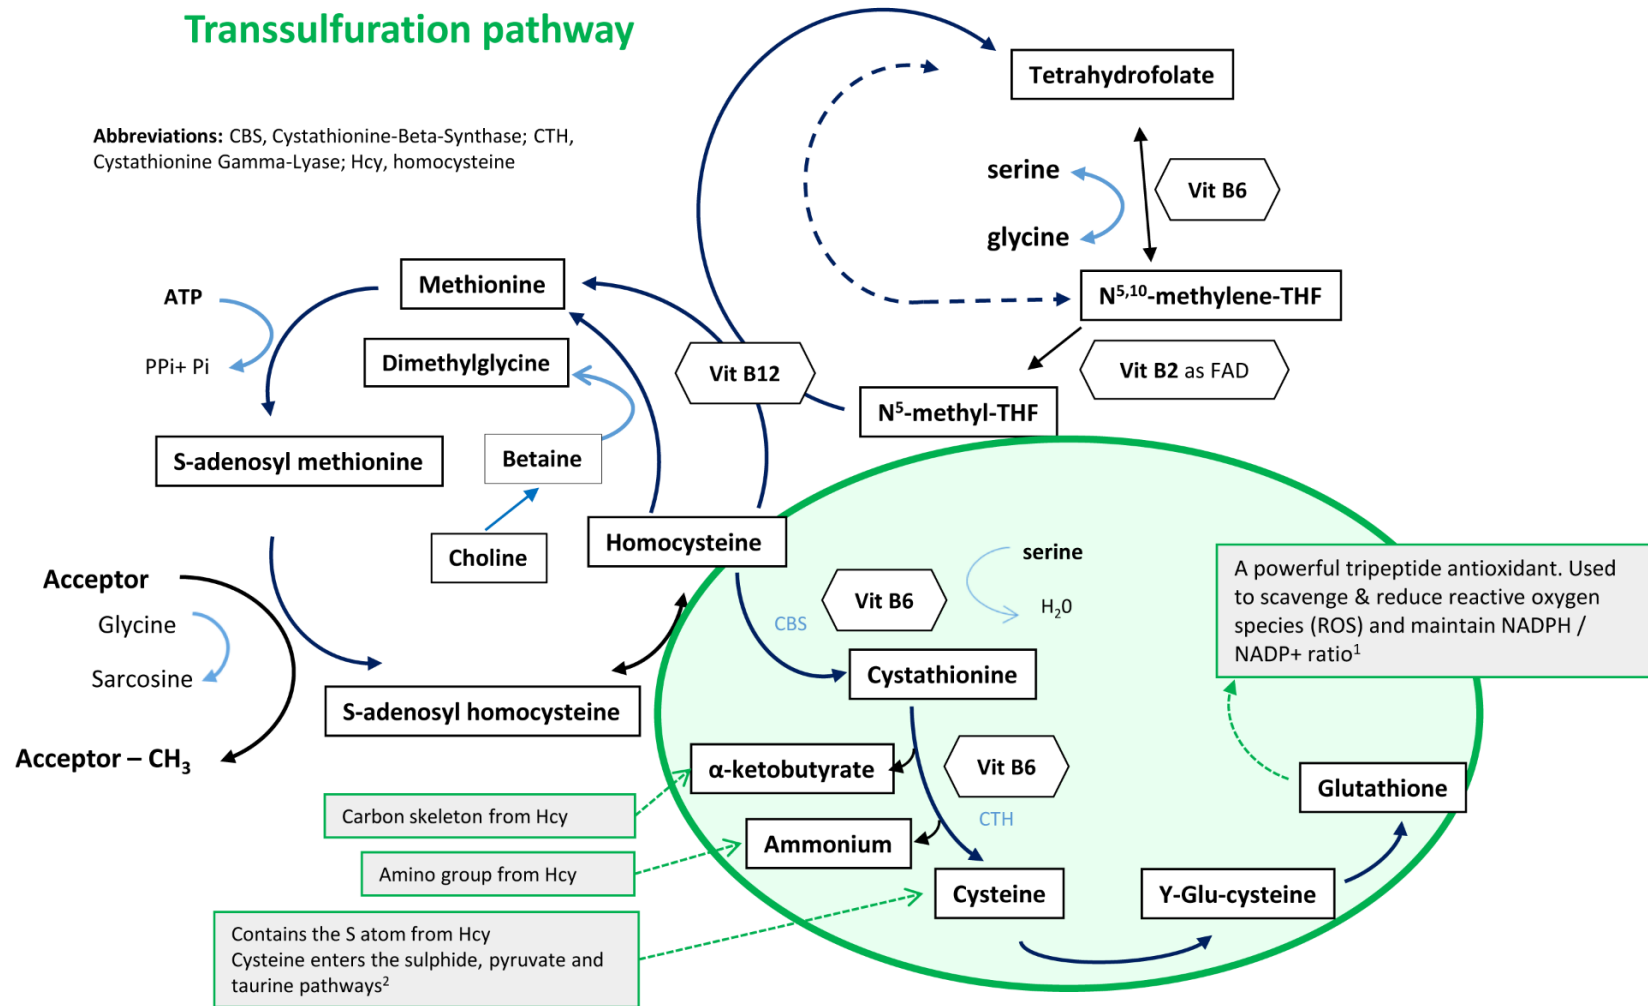 Transsulfuration pathway
Abbreviations: CBS, Cystathionine-Beta-Synthase; CTH,
Cystathionine Gamma-Lyase; Hcy, homocysteine
Tetrahydrofolate
serine
Vit B6
glycine
Methionine
N⁵,¹⁰-methylene-THF
ATP
Dimethylglycine
PPi+ Pi
Vit B12
Vit B2 as FAD
N⁵-methyl-THF
S-adenosyl methionine
Betaine
Homocysteine
Choline
serine
Acceptor
Vit B6
H₂0
CBS
Glycine
A powerful tripeptide antioxidant. Used
to scavenge & reduce reactive oxygen
species (ROS) and maintain NADPH /
NADP+ ratio¹
Sarcosine
Cystathionine
S-adenosyl homocysteine
Acceptor – CH₃
α-ketobutyrate
Vit B6
Glutathione
Carbon skeleton from Hcy
CTH
Ammonium
Amino group from Hcy
Cysteine
Y-Glu-cysteine
Contains the S atom from Hcy
Cysteine enters the sulphide, pyruvate and
taurine pathways²